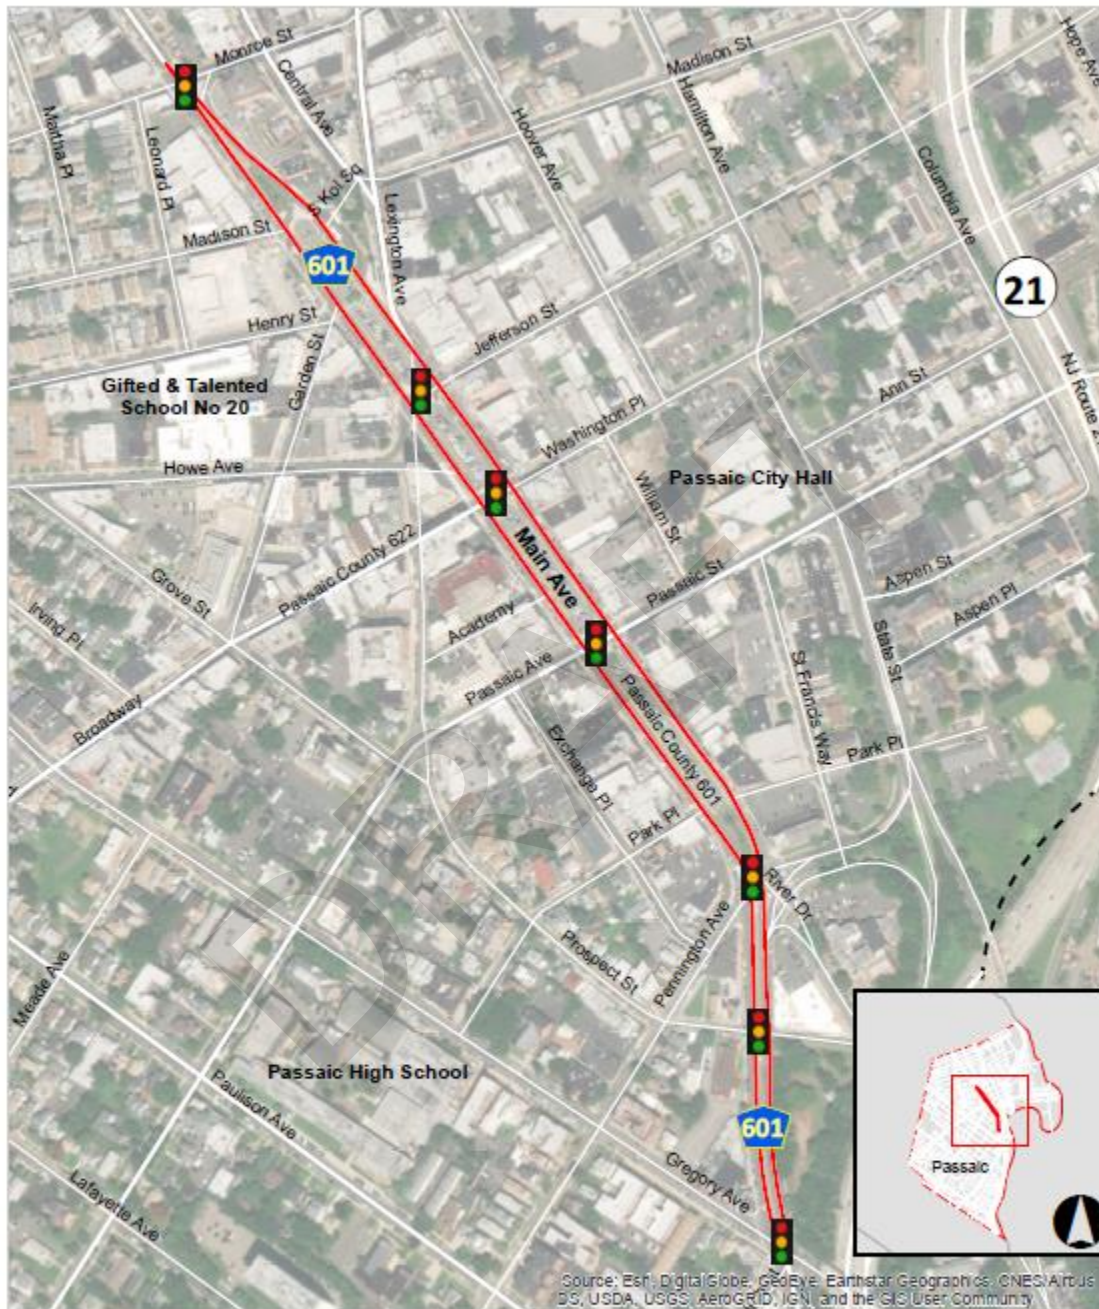 Monroe St
Central Ave
Madison St
Hamilton Ave
Hoover Ave
Hope Ave
Martha Pl
Leonard Pl
S Kol Sq
Madison St
Lexington Ave
Columbia Ave
601
21
Henry St
Garden St
Jefferson St
NJ Route 21
Gifted & Talented
School No 20
Ann St
Washington Pl
Howe Ave
William St
Passaic City Hall
Passaic County 622
Main Ave
Grove St
Irving Pl
Academy
Passaic St
Aspen St
Aspen Pl
State St
Passaic Ave
St Francis Way
Broadway
Exchange Pl
Passaic County 601
Park Pl
Park Pl
River Dr
Pennington Ave
Prospect St
Meade Ave
Passaic High School
Paulison Ave
601
Gregory Ave
Lafayette Ave
Passaic
DRAFT
Source: Esri, DigitalGlobe, GeoEye, Earthstar Geographics, CNES/Airbus
DS, USDA, USGS, AeroGRID, IGN, and the GIS User Community